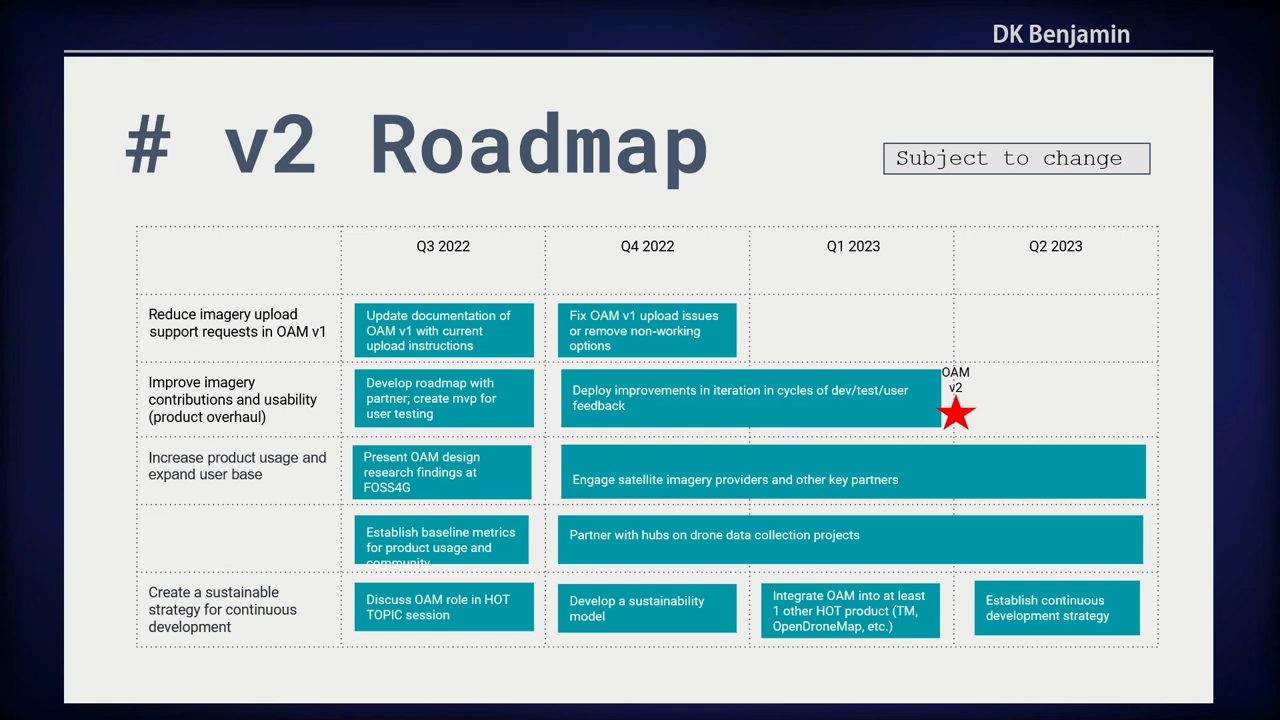 DK Benjamin
# v2 Roadmap
Subject to change
Q3 2022
Q4 2022
Q1 2023
Q2 2023
Reduce imagery upload
support requests in OAM v1
Update documentation of
OAM v1 with current
upload instructions
Fix OAM v1 upload issues
or remove non-working
options
Improve imagery
contributions and usability
(product overhaul)
Develop roadmap with
partner; create mvp for
user testing
Deploy improvements in iteration in cycles of dev/test/user
feedback
OAM
v2
Increase product usage and
expand user base
Present OAM design
research findings at
FOSS4G
Engage satellite imagery providers and other key partners
Establish baseline metrics
for product usage and
community
Partner with hubs on drone data collection projects
Create a sustainable
strategy for continuous
development
Discuss OAM role in HOT
TOPIC session
Develop a sustainability
model
Integrate OAM into at least
1 other HOT product (TM,
OpenDroneMap, etc.)
Establish continuous
development strategy